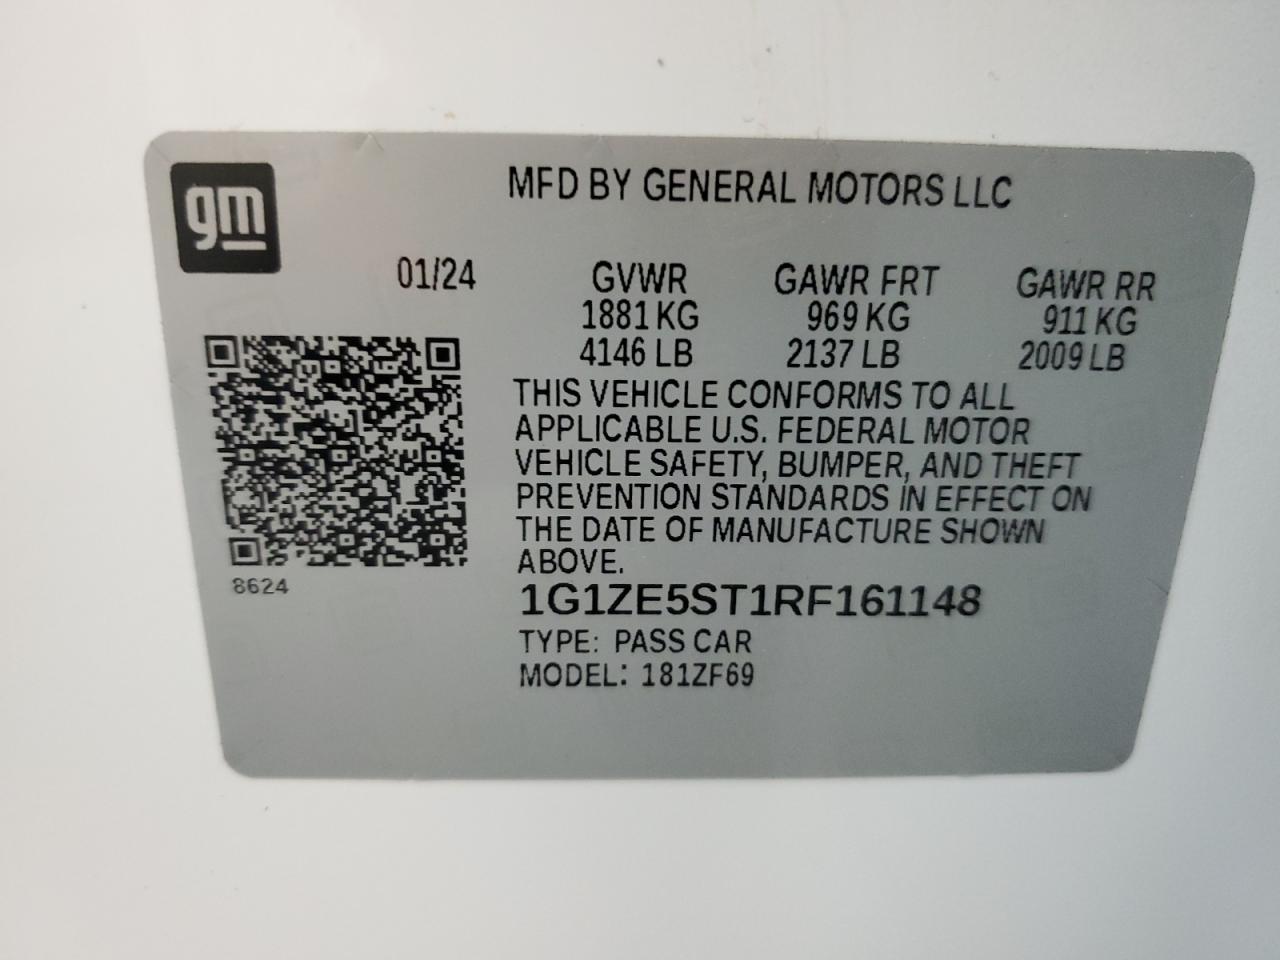 gm
MFD BY GENERAL MOTORS LLC
01/24
GVWR
1881 KG
4146 LB
GAWR FRT
969 KG
2137 LB
GAWR RR
911 KG
2009 LB
THIS VEHICLE CONFORMS TO ALL
APPLICABLE U.S. FEDERAL MOTOR
VEHICLE SAFETY, BUMPER, AND THEFT
PREVENTION STANDARDS IN EFFECT ON
THE DATE OF MANUFACTURE SHOWN
ABOVE.
8624
1G1ZE5ST1RF161148
TYPE: PASS CAR
MODEL: 181ZF69